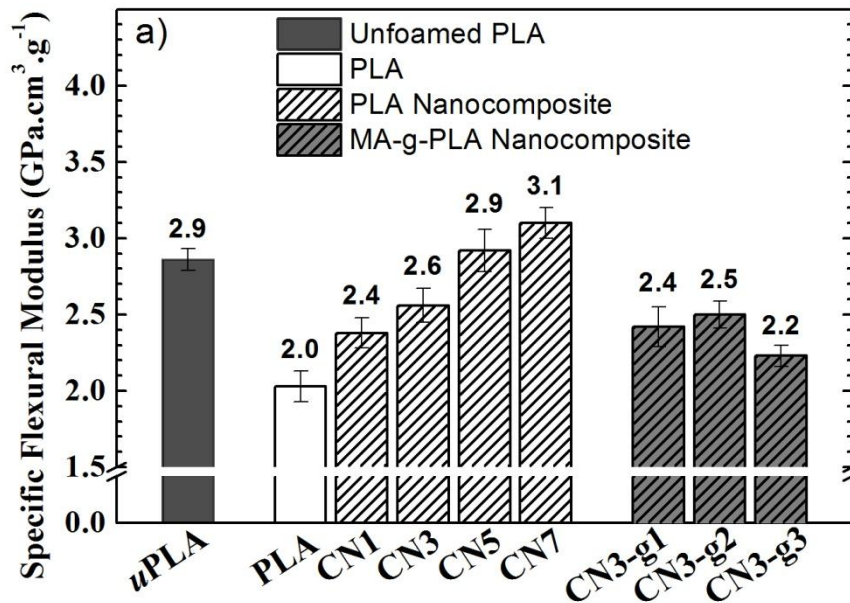 a)
Unfoamed PLA
PLA
PLA Nanocomposite
MA-g-PLA Nanocomposite
Specific Flexural Modulus (GPa.cm³.g⁻¹)
4.0
3.5
3.0
2.5
2.0
1.5
0.0
2.9
2.0
2.4
2.6
2.9
3.1
2.4
2.5
2.2
uPLA
PLA
CN1
CN3
CN5
CN7
CN3-g1
CN3-g2
CN3-g3